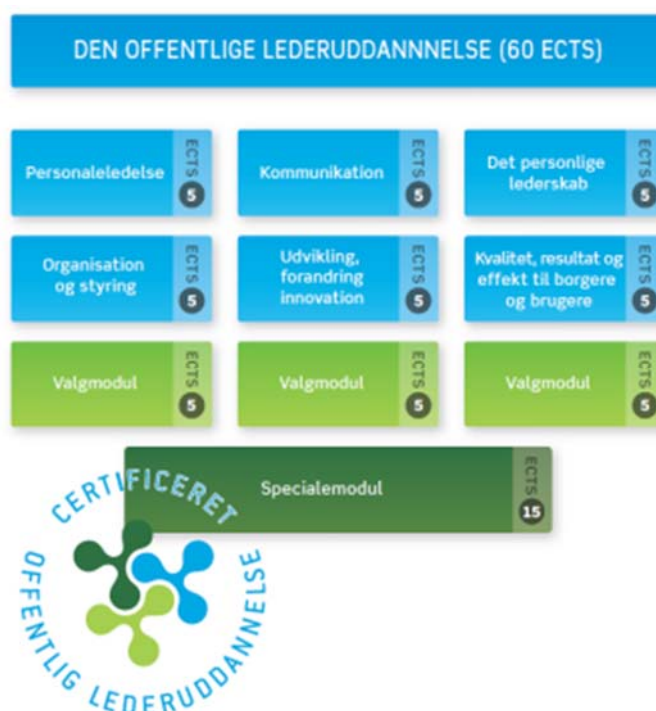 DEN OFFENTLIGE LEDERUDDANNNELSE (60 ECTS)
Personaleledelse
ECTS 5
Kommunikation
ECTS 5
Det personlige
lederskab
ECTS 5
Organisation
og styring
ECTS 5
Udvikling,
forandring
innovation
ECTS 5
Kvalitet, resultat og
effekt til borgere
og brugere
ECTS 5
Valgmodul
ECTS 5
Valgmodul
ECTS 5
Valgmodul
ECTS 5
Specialemodul
ECTS 15
CERTIFICERET
OFFENTLIG LEDERUDDANNELSE